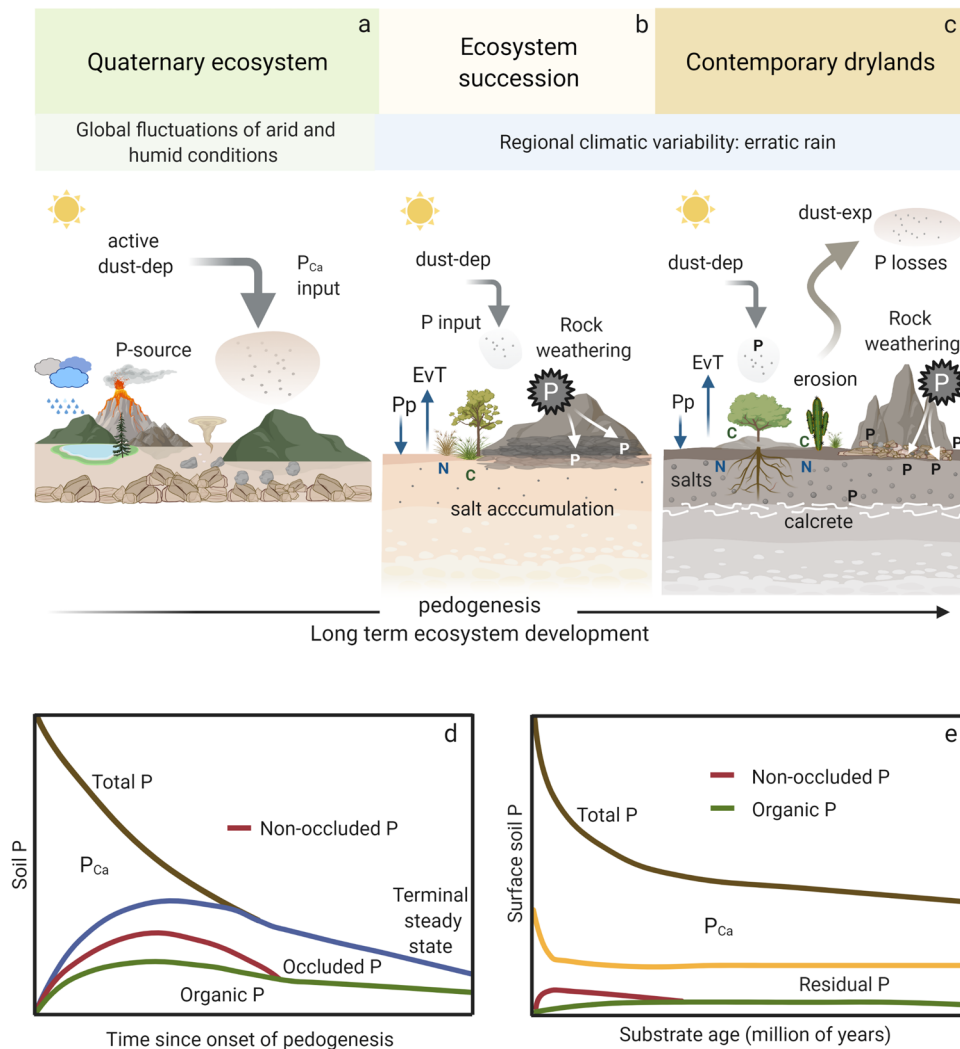 a
Quaternary ecosystem
b
Ecosystem
succession
c
Contemporary drylands
Global fluctuations of arid and
humid conditions
Regional climatic variability: erratic rain
active
dust-dep
P_Ca
input
P-source
dust-dep
P input
Rock
weathering
P
EvT
Pp
P
P
N
C
salt acccumulation
dust-exp
P losses
dust-dep
P
Rock
weathering
P
EvT
erosion
Pp
C
C
P
P
N
N
P
P
salts
P
calcrete
pedogenesis
Long term ecosystem development
d
Total P
Non-occluded P
P_Ca
Terminal
steady
state
Occluded P
Organic P
Soil P
Time since onset of pedogenesis
e
Non-occluded P
Organic P
Total P
P_Ca
Residual P
Surface soil P
Substrate age (million of years)